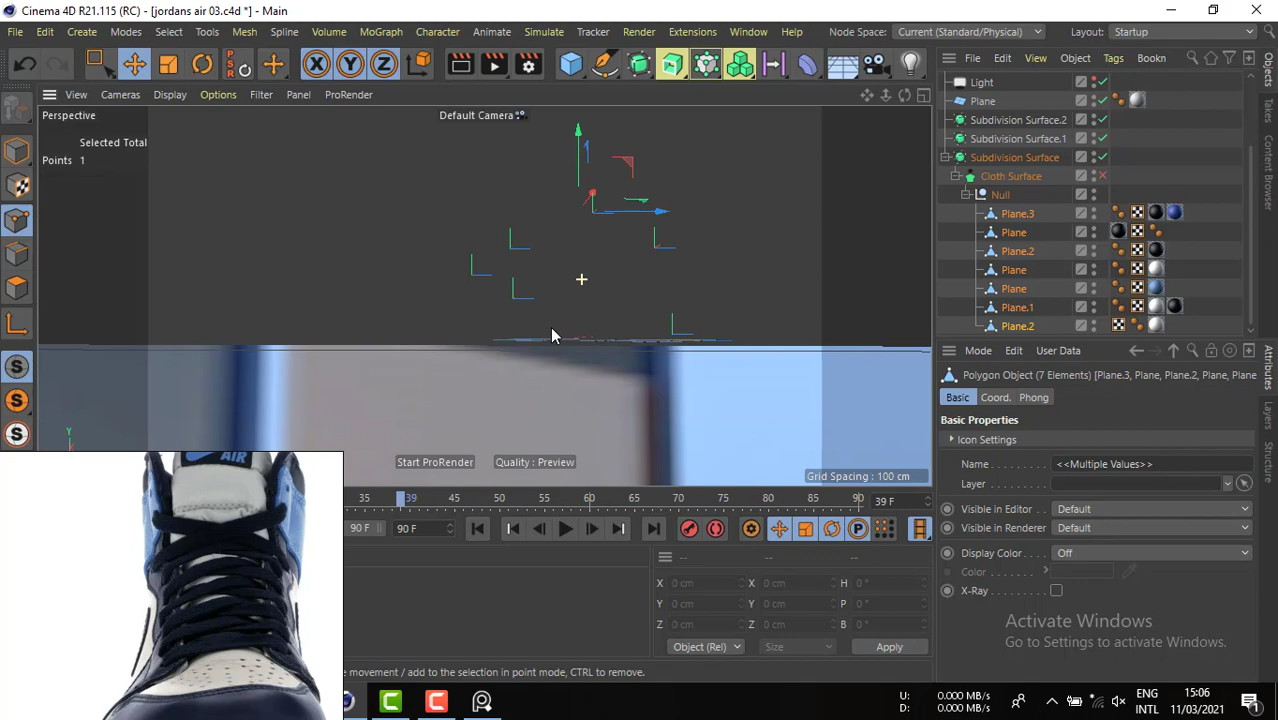 Cinema 4D R21.115 (RC) - [jordans air 03.c4d *] - Main
File Edit Create Modes Select Tools Mesh Spline Volume MoGraph Character Animate Simulate Tracker Render Extensions Window Help Node Space: Current (Standard/Physical) Layout: Startup
PSR 0 X Y Z
File Edit View Object Tags Bookn
View Cameras Display Options Filter Panel ProRender
Perspective Default Camera
Selected Total
Points 1
Light
Plane
Subdivision Surface.2
Subdivision Surface.1
Subdivision Surface
Cloth Surface
Null
Plane.3
Plane
Plane.2
Plane
Plane
Plane.1
Plane.2
Objects
Takes
Attributes
Layers
Structure
Mode Edit User Data
Polygon Object (7 Elements) [Plane.3, Plane, Plane.2, Plane, Plane
Basic Coord. Phong
Basic Properties
Icon Settings
Name <<Multiple Values>>
Layer
Visible in Editor Default
Visible in Renderer Default
Display Color Off
Color
X-Ray
Y
Start ProRender Quality : Preview
Grid Spacing : 100 cm
35 39 45 50 55 60 65 70 75 80 85 90 39 F
90 F 90 F
-- -- --
X 0 cm X 0 cm H 0 °
Y 0 cm Y 0 cm P 0 °
Z 0 cm Z 0 cm B 0 °
Object (Rel) Size Apply
e movement / add to the selection in point mode, CTRL to remove.
AIR
Activate Windows
Go to Settings to activate Windows.
U: 0.000 MB/s
D: 0.000 MB/s
ENG
INTL
15:06
11/03/2021
1